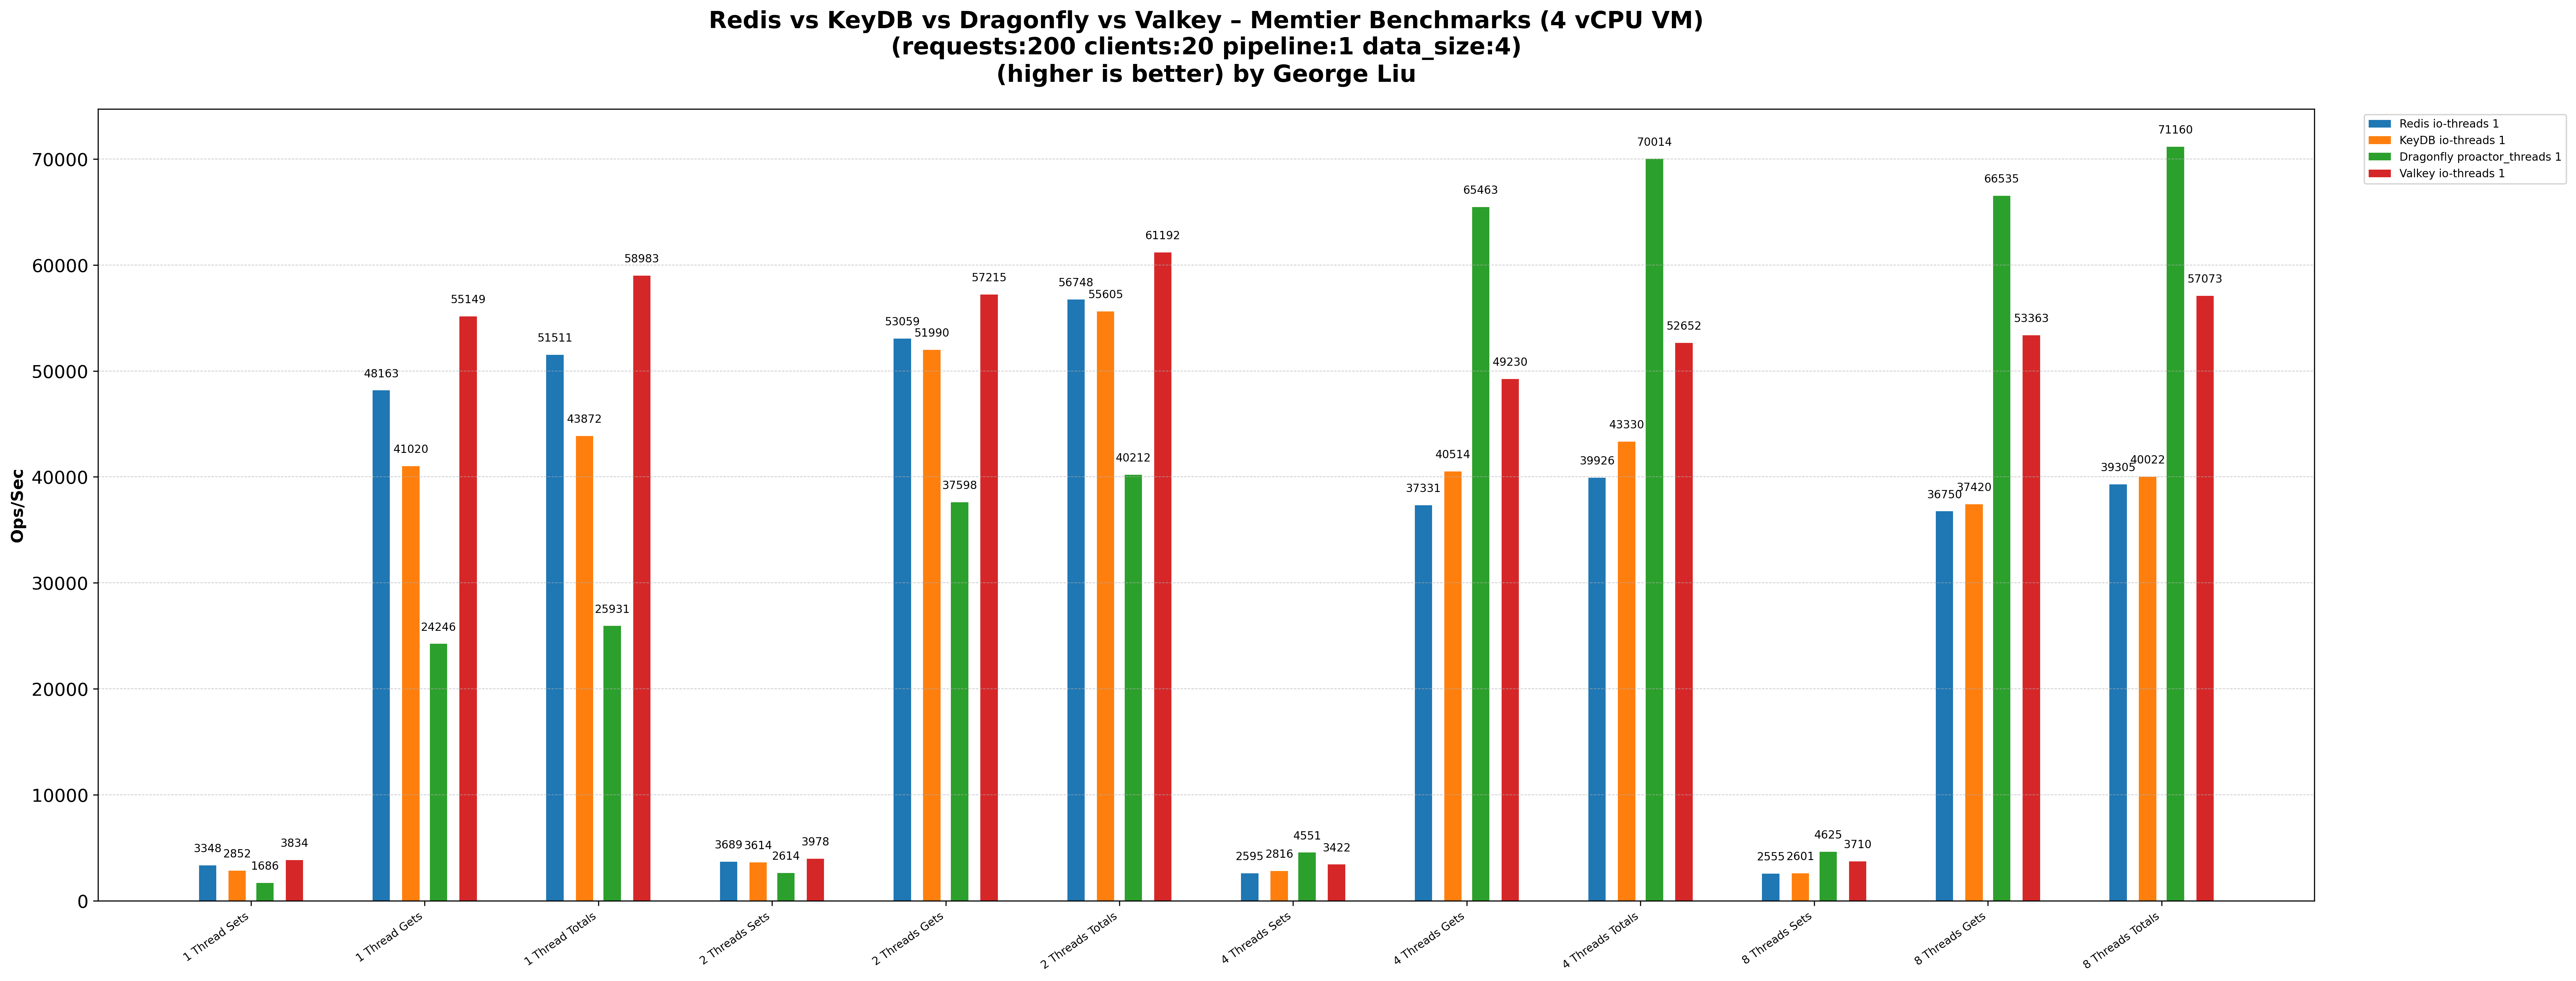 Redis vs KeyDB vs Dragonfly vs Valkey – Memtier Benchmarks (4 vCPU VM)
(requests:200 clients:20 pipeline:1 data_size:4)
(higher is better) by George Liu
Redis io-threads 1
KeyDB io-threads 1
Dragonfly proactor_threads 1
Valkey io-threads 1
Ops/Sec
70000
60000
50000
40000
30000
20000
10000
0
3348
2852
1686
3834
48163
41020
24246
55149
51511
43872
25931
58983
3689
3614
2614
3978
53059
51990
37598
57215
56748
55605
40212
61192
2595
2816
4551
3422
37331
40514
65463
49230
39926
43330
70014
52652
2555
2601
4625
3710
36750
37420
66535
53363
39305
40022
71160
57073
1 Thread Sets
1 Thread Gets
1 Thread Totals
2 Threads Sets
2 Threads Gets
2 Threads Totals
4 Threads Sets
4 Threads Gets
4 Threads Totals
8 Threads Sets
8 Threads Gets
8 Threads Totals